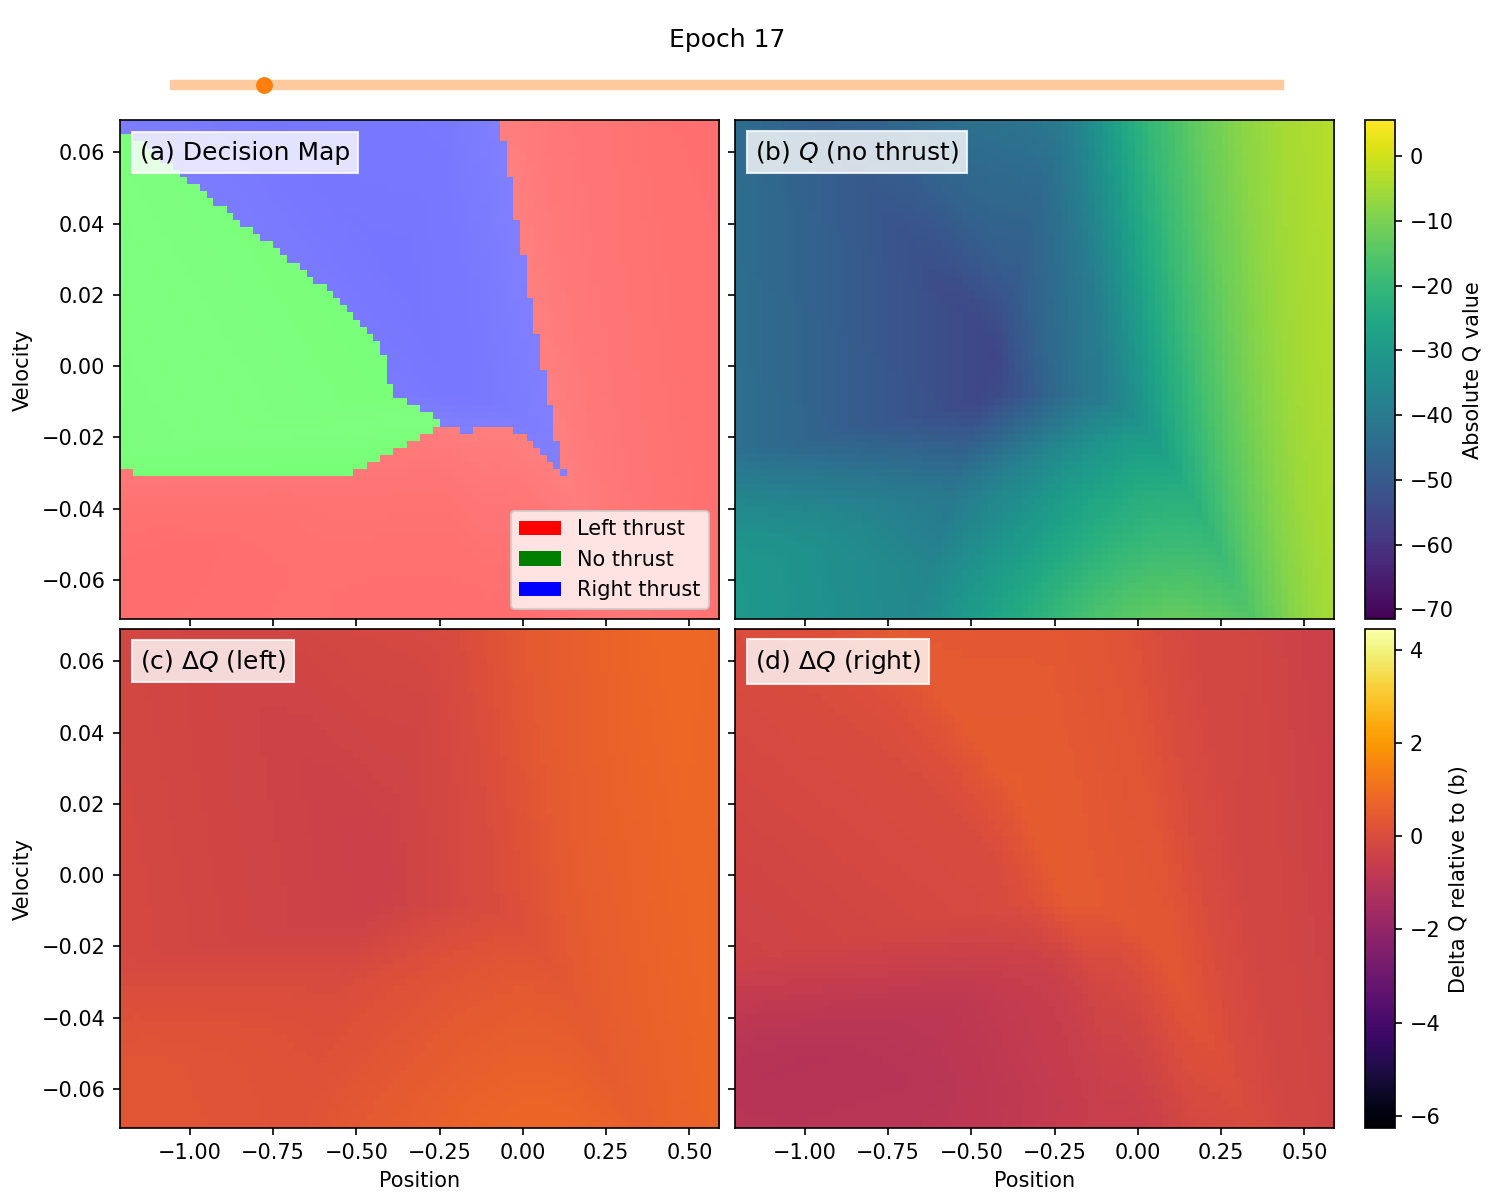 Epoch 17
(a) Decision Map
(b) Q (no thrust)
0.06
0.04
0.02
0.00
−0.02
−0.04
−0.06
Velocity
Left thrust
No thrust
Right thrust
0
−10
−20
−30
−40
−50
−60
−70
Absolute Q value
(c) ΔQ (left)
(d) ΔQ (right)
0.06
0.04
0.02
0.00
−0.02
−0.04
−0.06
Velocity
4
2
0
−2
−4
−6
Delta Q relative to (b)
−1.00 −0.75 −0.50 −0.25 0.00 0.25 0.50
Position
−1.00 −0.75 −0.50 −0.25 0.00 0.25 0.50
Position